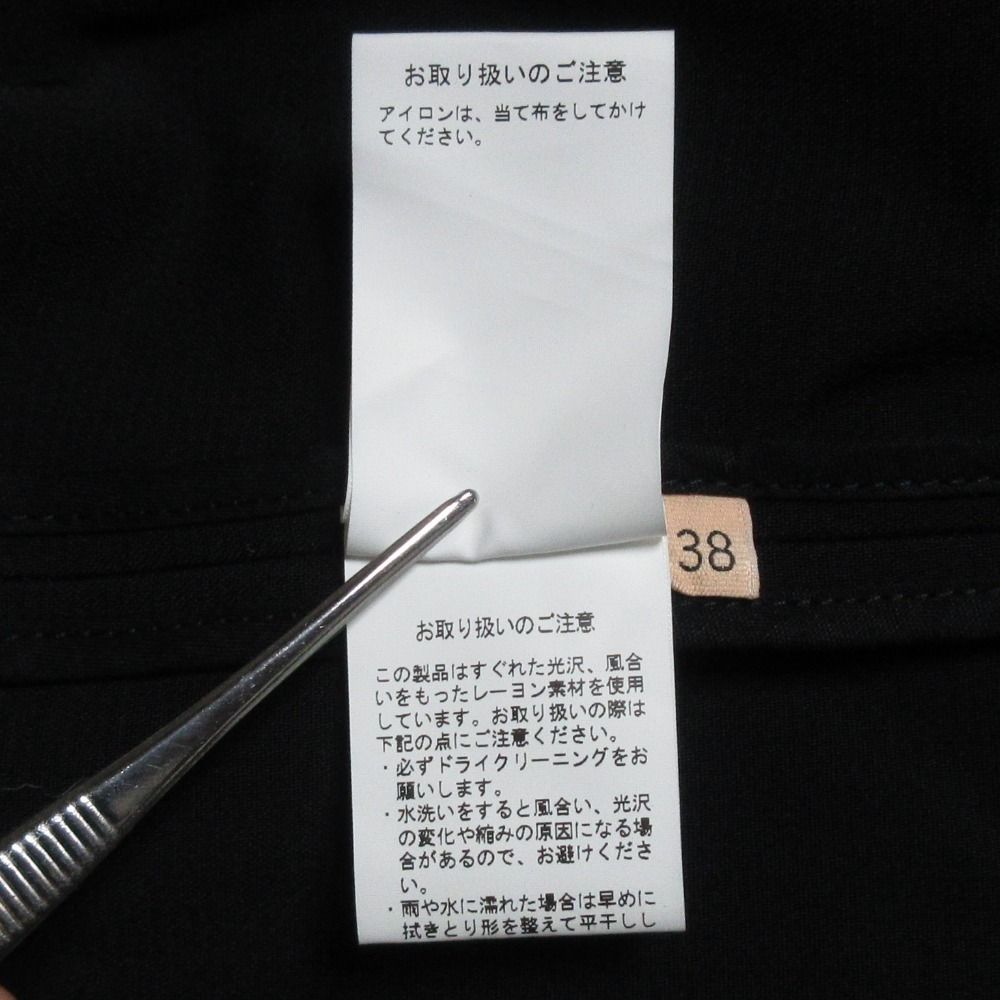 お取り扱いのご注意
アイロンは、当て布をしてかけ
てください。
38
お取り扱いのご注意
この製品はすぐれた光沢、風合
いをもったレーヨン素材を使用
しています。お取り扱いの際は
下記の点にご注意ください。
・必ずドライクリーニングをお
願いします。
・水洗いをすると風合い、光沢
の変化や縮みの原因になる場
合があるので、お避けくださ
い。
・雨や水に濡れた場合は早めに
拭きとり形を整えて平干しし